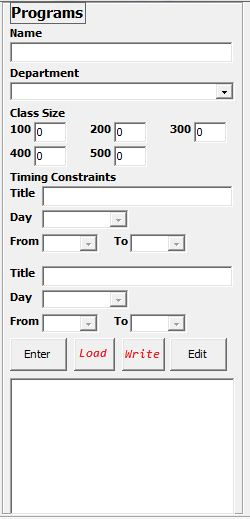 Programs
Name
Department
Class Size
100 0 200 0 300 0
400 0 500 0
Timing Constraints
Title
Day
From To
Title
Day
From To
Enter Load Write Edit